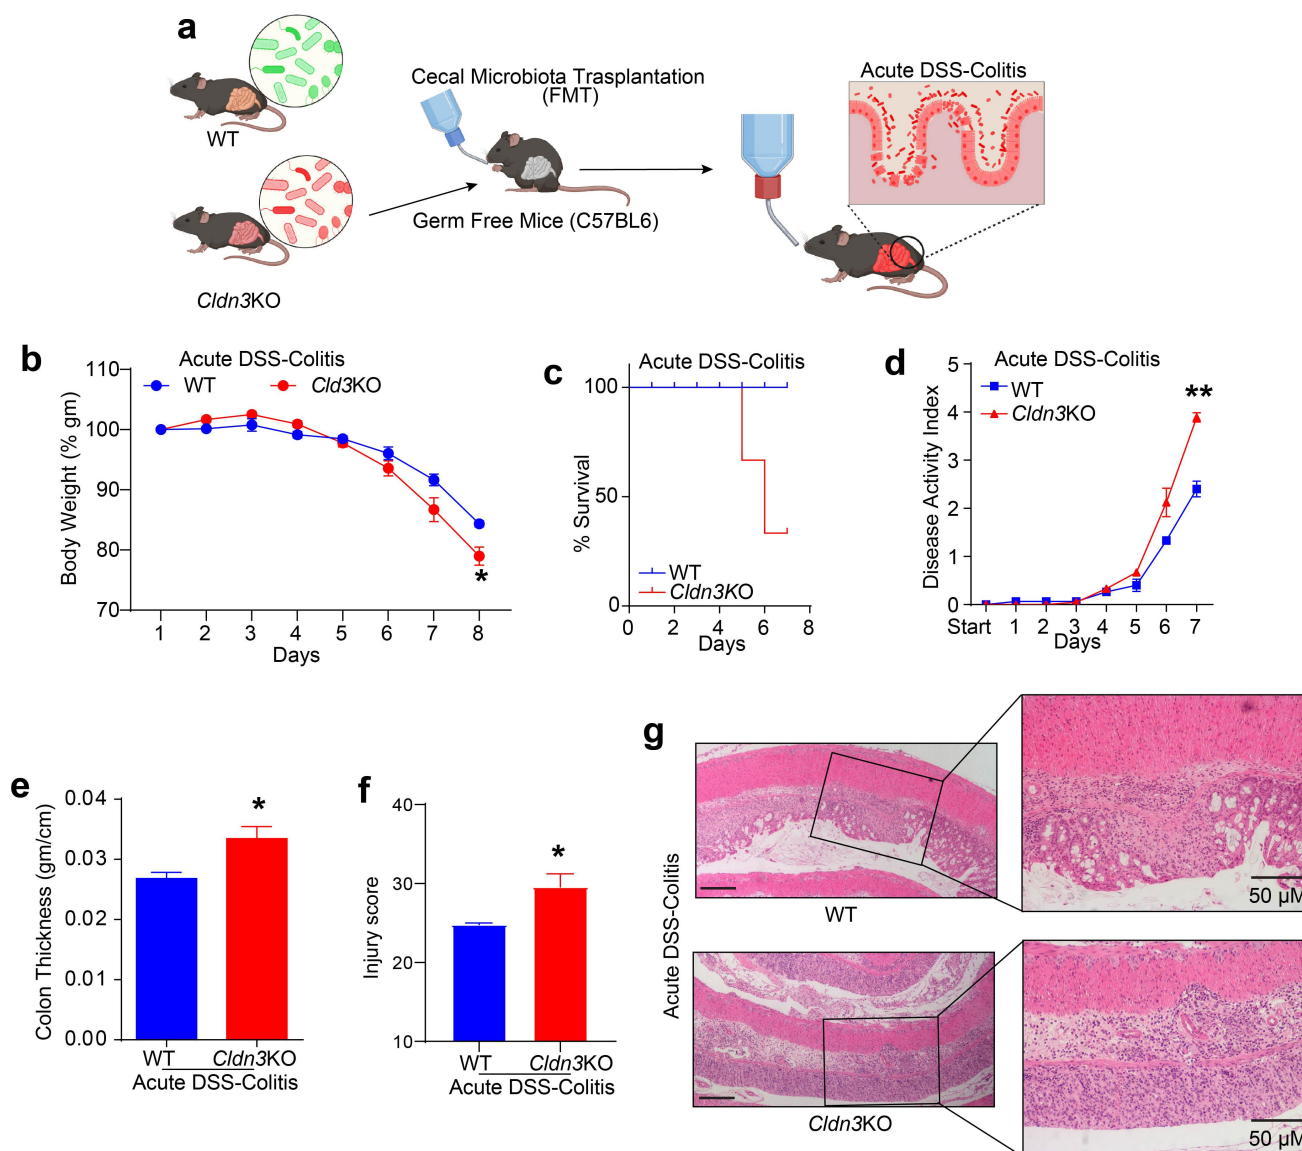 a
Cecal Microbiota Trasplantation
(FMT)
Acute DSS-Colitis
WT
Germ Free Mice (C57BL6)
Cldn3KO
b
Acute DSS-Colitis
WT
Cld3KO
Body Weight (% gm)
110
100
90
80
70
1 2 3 4 5 6 7 8
Days
c
Acute DSS-Colitis
% Survival
100
50
0
WT
Cldn3KO
0 2 4 6 8
Days
d
Acute DSS-Colitis
WT
Cldn3KO
**
Disease Activity Index
5
4
3
2
1
0
Start 1 2 3 4 5 6 7
Days
*
e
Colon Thickness (gm/cm)
0.04
0.03
0.02
0.01
0.00
*
WT Cldn3KO
Acute DSS-Colitis
f
Injury score
40
30
20
10
*
WT Cldn3KO
Acute DSS-Colitis
g
Acute DSS-Colitis
WT
50 µM
Cldn3KO
50 µM